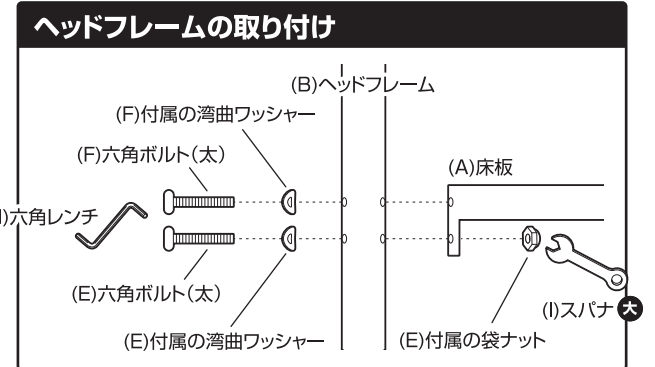 ヘッドフレームの取り付け
(B)ヘッドフレーム
(F)付属の湾曲ワッシャー
(F)六角ボルト(太)
(A)床板
)六角レンチ
(E)六角ボルト(太)
(I)スパナ 大
(E)付属の湾曲ワッシャー
(E)付属の袋ナット